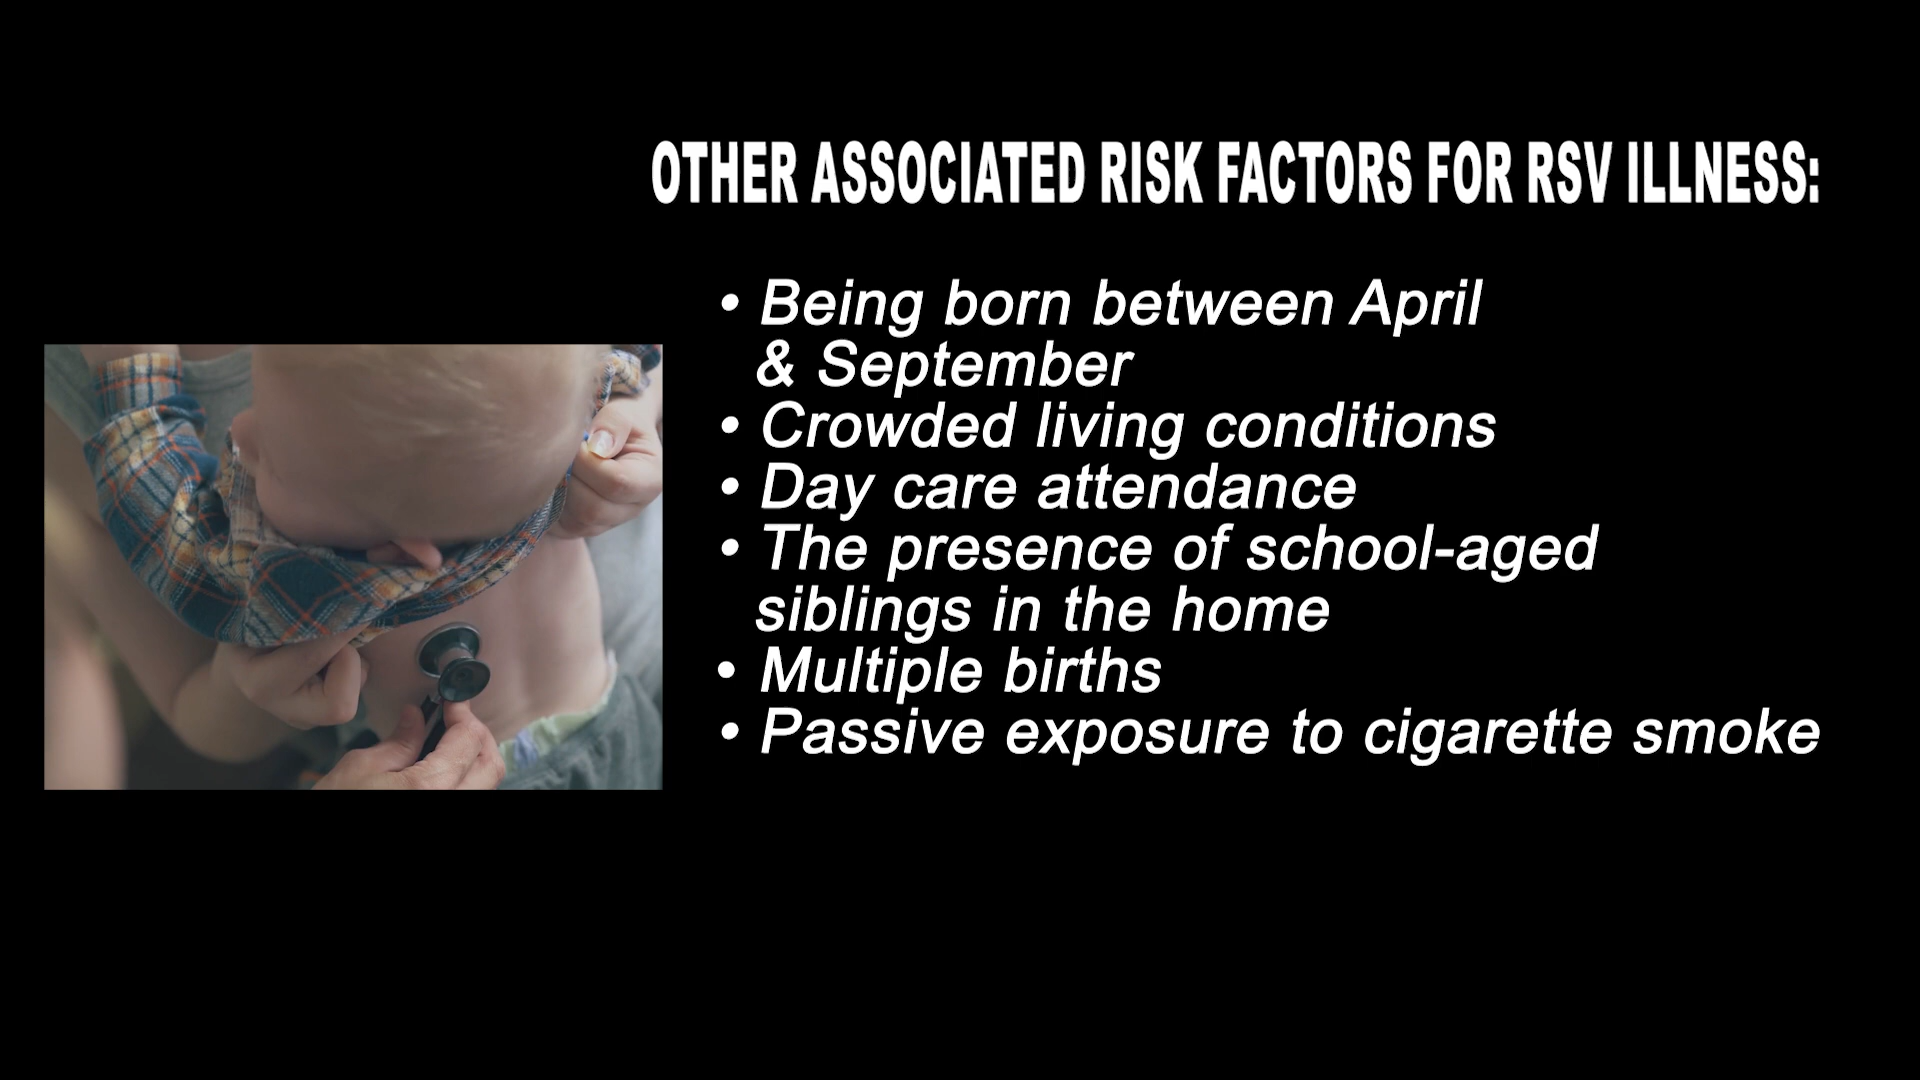 OTHER ASSOCIATED RISK FACTORS FOR RSV ILLNESS:
• Being born between April
& September
• Crowded living conditions
• Day care attendance
• The presence of school-aged
siblings in the home
• Multiple births
• Passive exposure to cigarette smoke